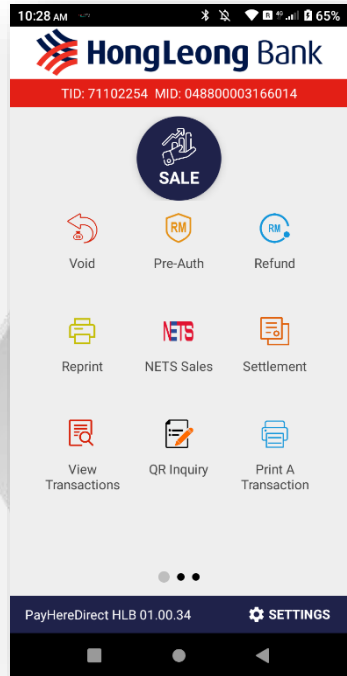 10:28 AM
R 4G 65%
HongLeong Bank
TID: 71102254 MID: 048800003166014
SALE
RM
RM
Void Pre-Auth Refund
NETS
Reprint NETS Sales Settlement
View Transactions QR Inquiry Print A Transaction
PayHereDirect HLB 01.00.34 SETTINGS